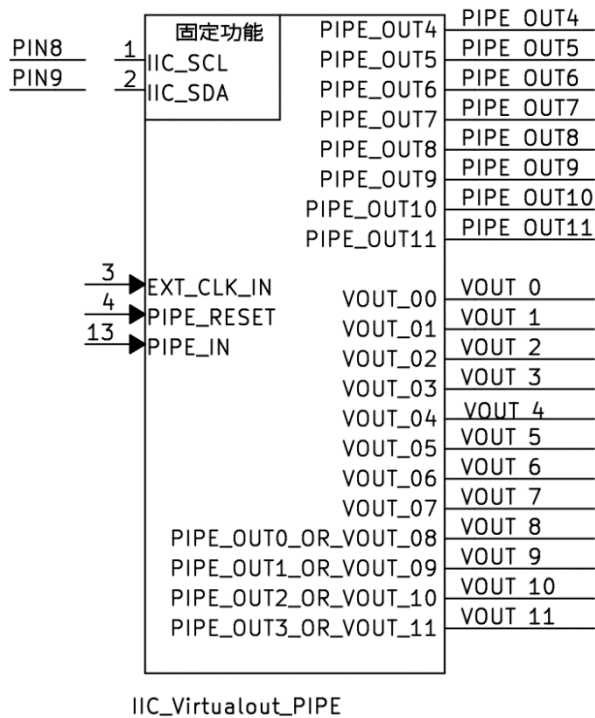 固定功能
PIN8 1 IIC_SCL
PIN9 2 IIC_SDA
3 EXT_CLK_IN
4 PIPE_RESET
13 PIPE_IN
PIPE_OUT4 PIPE OUT4
PIPE_OUT5 PIPE OUT5
PIPE_OUT6 PIPE OUT6
PIPE_OUT7 PIPE OUT7
PIPE_OUT8 PIPE OUT8
PIPE_OUT9 PIPE OUT9
PIPE_OUT10 PIPE OUT10
PIPE_OUT11 PIPE OUT11
VOUT_00 VOUT 0
VOUT_01 VOUT 1
VOUT_02 VOUT 2
VOUT_03 VOUT 3
VOUT_04 VOUT 4
VOUT_05 VOUT 5
VOUT_06 VOUT 6
VOUT_07 VOUT 7
PIPE_OUT0_OR_VOUT_08 VOUT 8
PIPE_OUT1_OR_VOUT_09 VOUT 9
PIPE_OUT2_OR_VOUT_10 VOUT 10
PIPE_OUT3_OR_VOUT_11 VOUT 11
IIC_Virtualout_PIPE